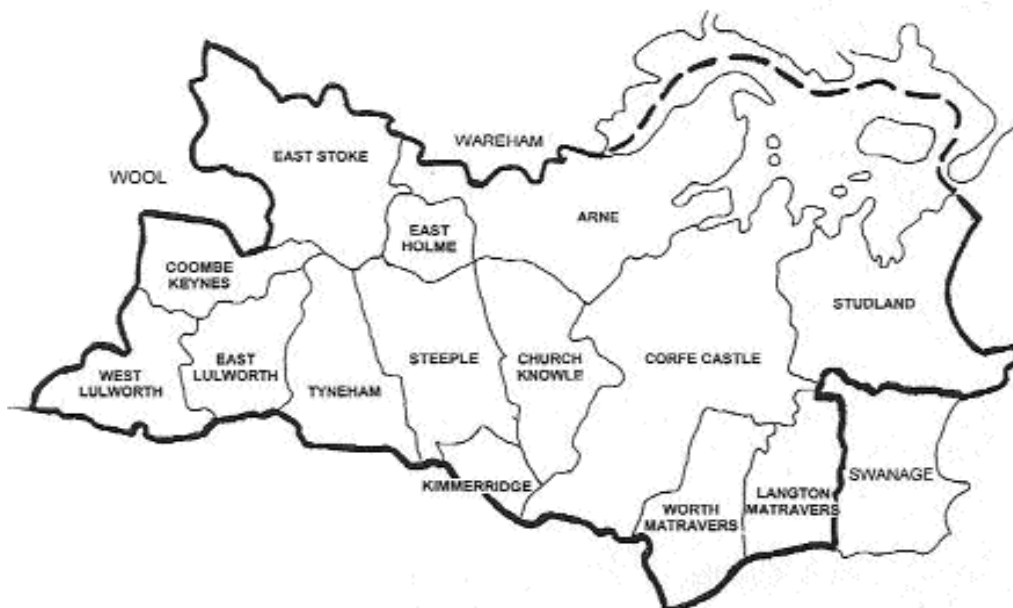 WAREHAM
EAST STOKE
WOOL
ARNE
EAST
HOLME
COOMBE
KEYNES
STUDLAND
WEST
LULWORTH
EAST
LULWORTH
TYNEHAM
STEEPLE
CHURCH
KNOWLE
CORFE CASTLE
KIMMERRIDGE
WORTH
MATRAVERS
LANGTON
MATRAVERS
SWANAGE